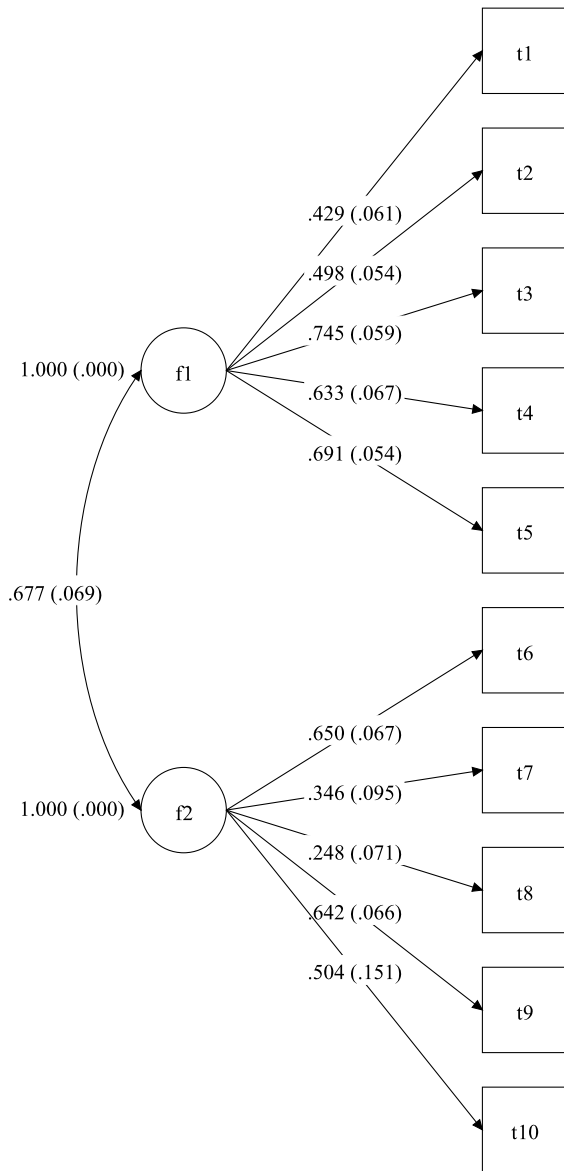 t1
t2
.429 (.061)
.498 (.054)
t3
.745 (.059)
1.000 (.000)
f1
.633 (.067)
t4
.691 (.054)
t5
.677 (.069)
t6
.650 (.067)
t7
.346 (.095)
1.000 (.000)
f2
.248 (.071)
t8
.642 (.066)
.504 (.151)
t9
t10